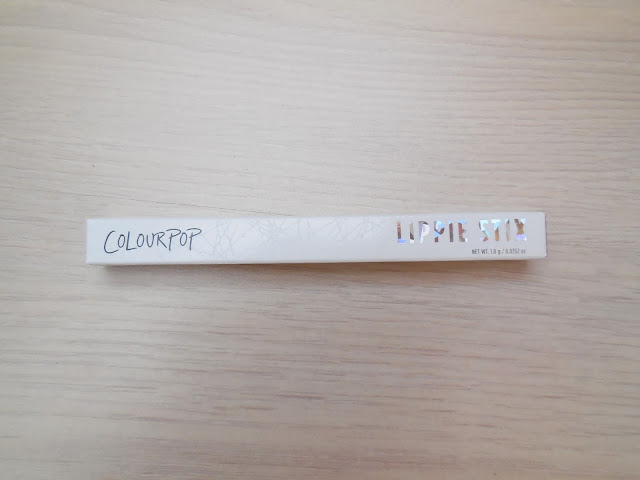 COLOURPOP
LIPPIE STIX
NET WT. 1.0 g / 0.0352 oz